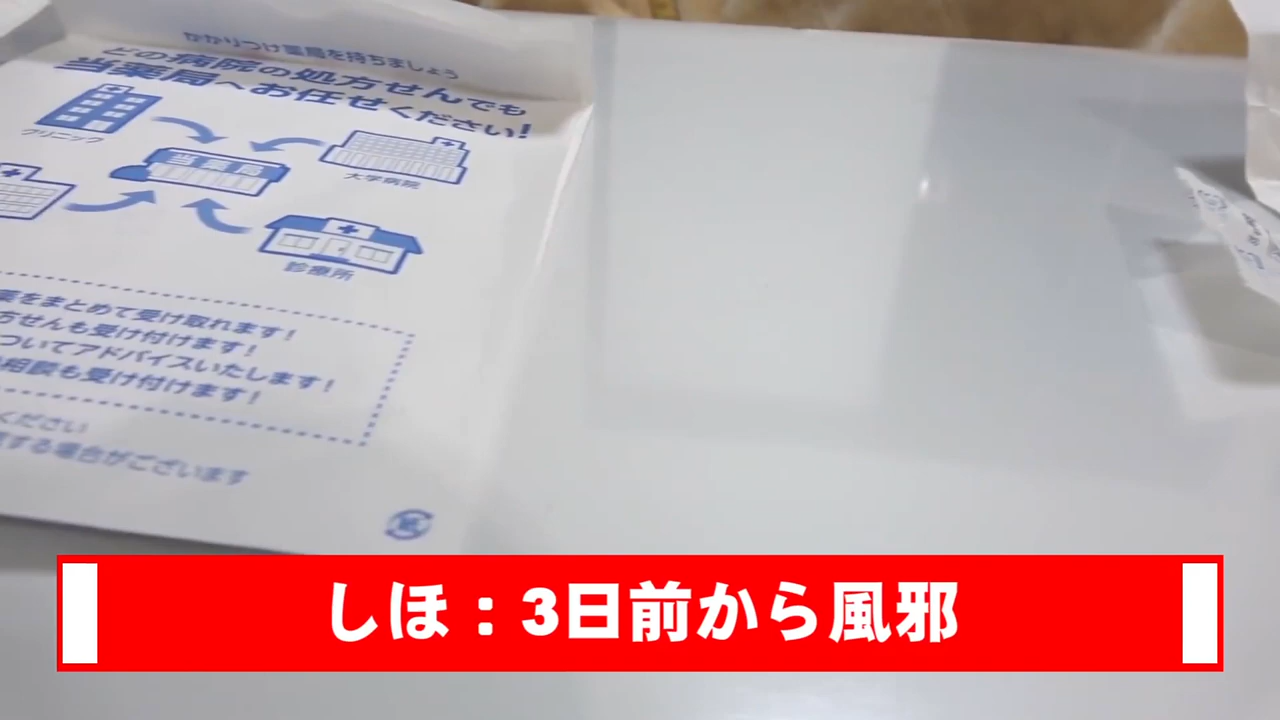 かかりつけ薬局を持ちましょう
どの病院の処方せんでも
当薬局へお任せください!
クリニック
大学病院
当薬局
診療所
薬をまとめて受け取れます!
方せんも受け付けます!
ついてアドバイスいたします!
相談も受け付けます!
ください
する場合がございます
紙
しほ：3日前から風邪